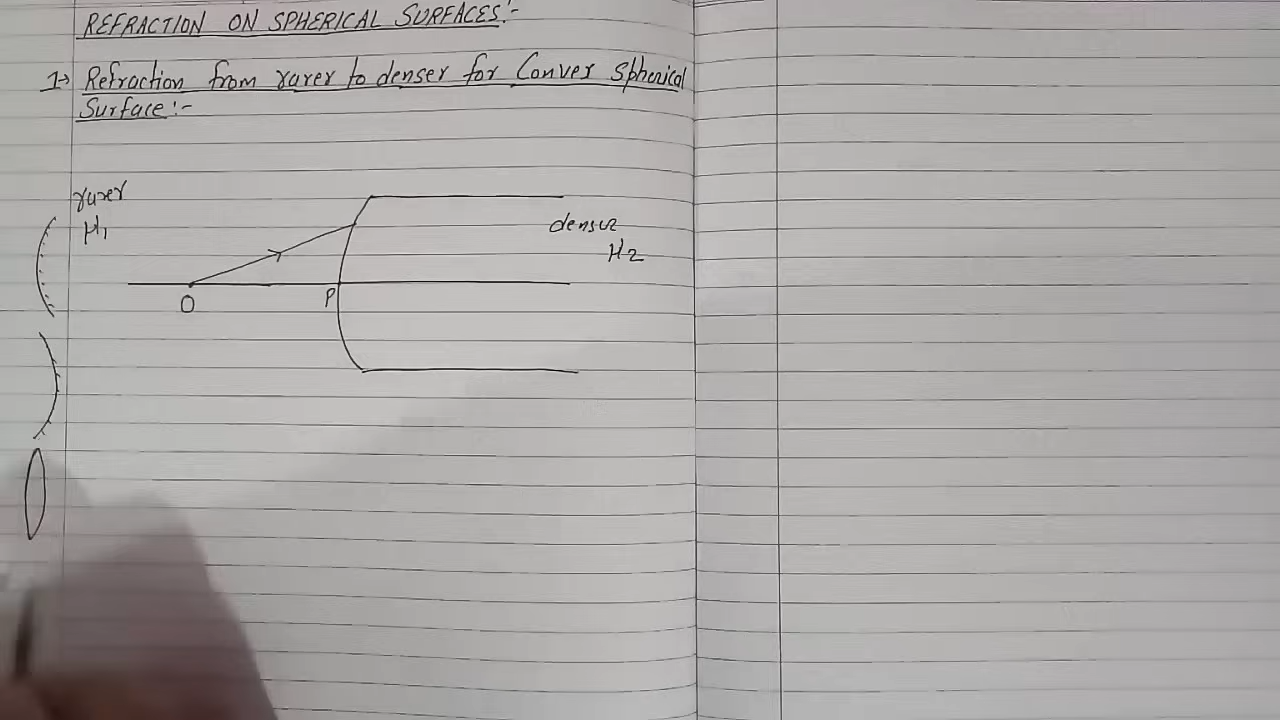 REFRACTION ON SPHERICAL SURFACES:-
1→ Refraction from rarer to denser for Convex Spherical
Surface:-
rarer
μ1
denser
μ2
O
P